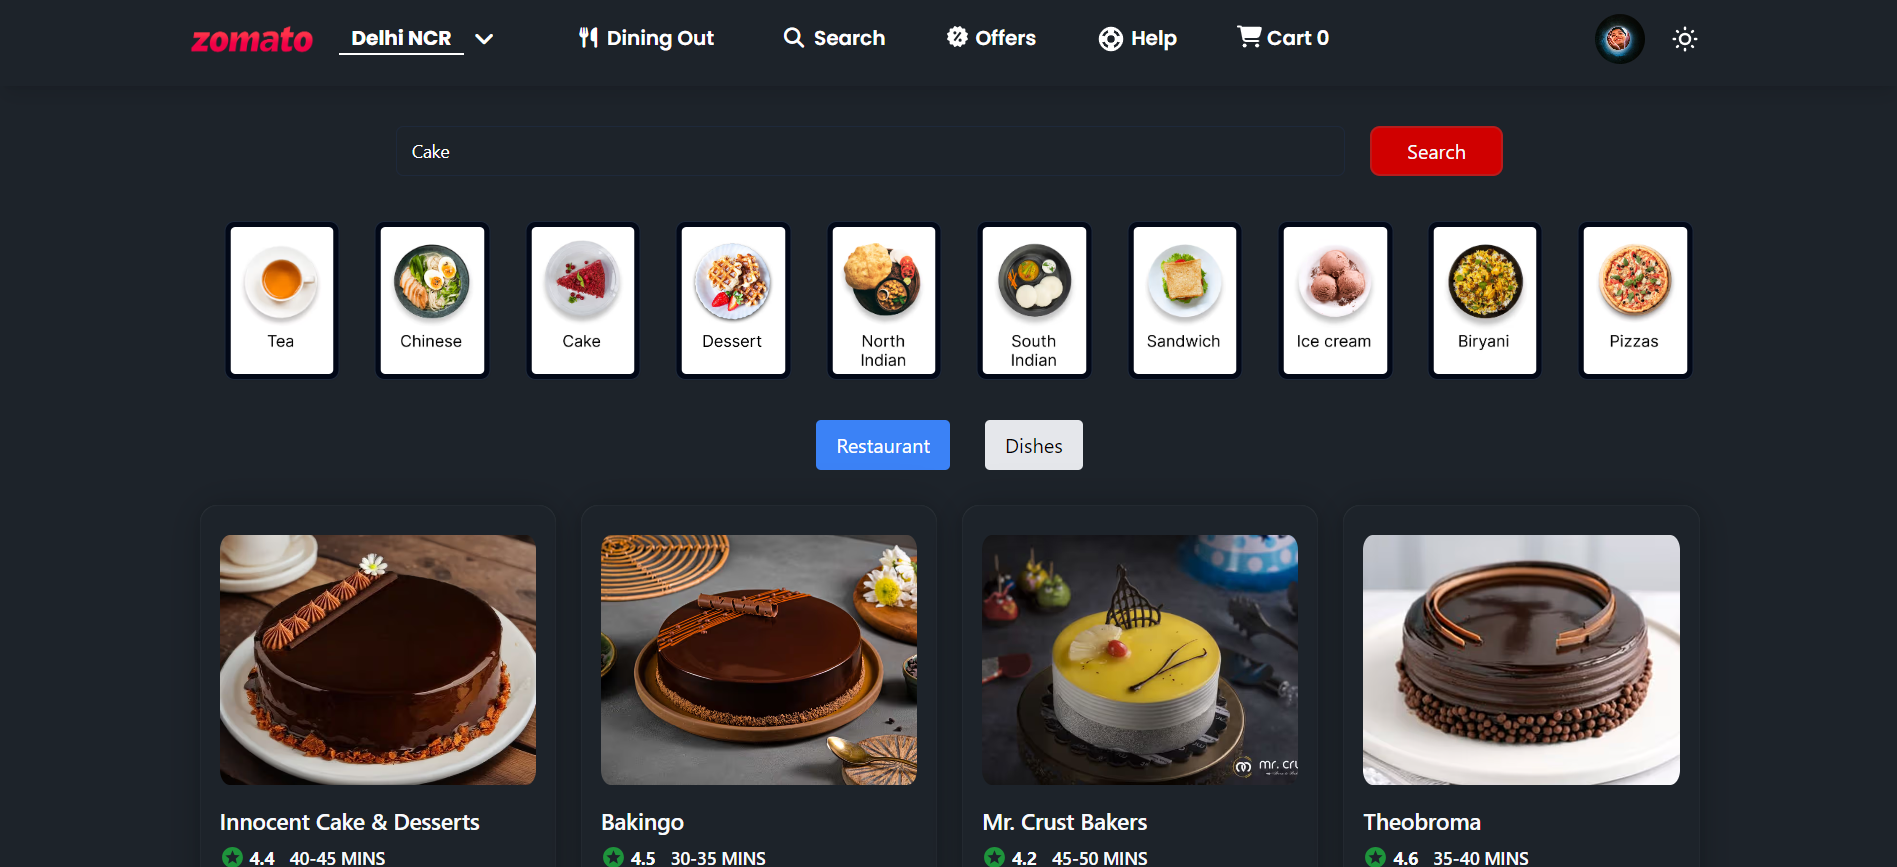 zomato Delhi NCR Dining Out Search Offers Help Cart 0
Cake Search
Tea Chinese Cake Dessert North Indian South Indian Sandwich Ice cream Biryani Pizzas
Restaurant Dishes
Innocent Cake & Desserts Bakingo Mr. Crust Bakers Theobroma
4.4 40-45 MINS 4.5 30-35 MINS 4.2 45-50 MINS 4.6 35-40 MINS